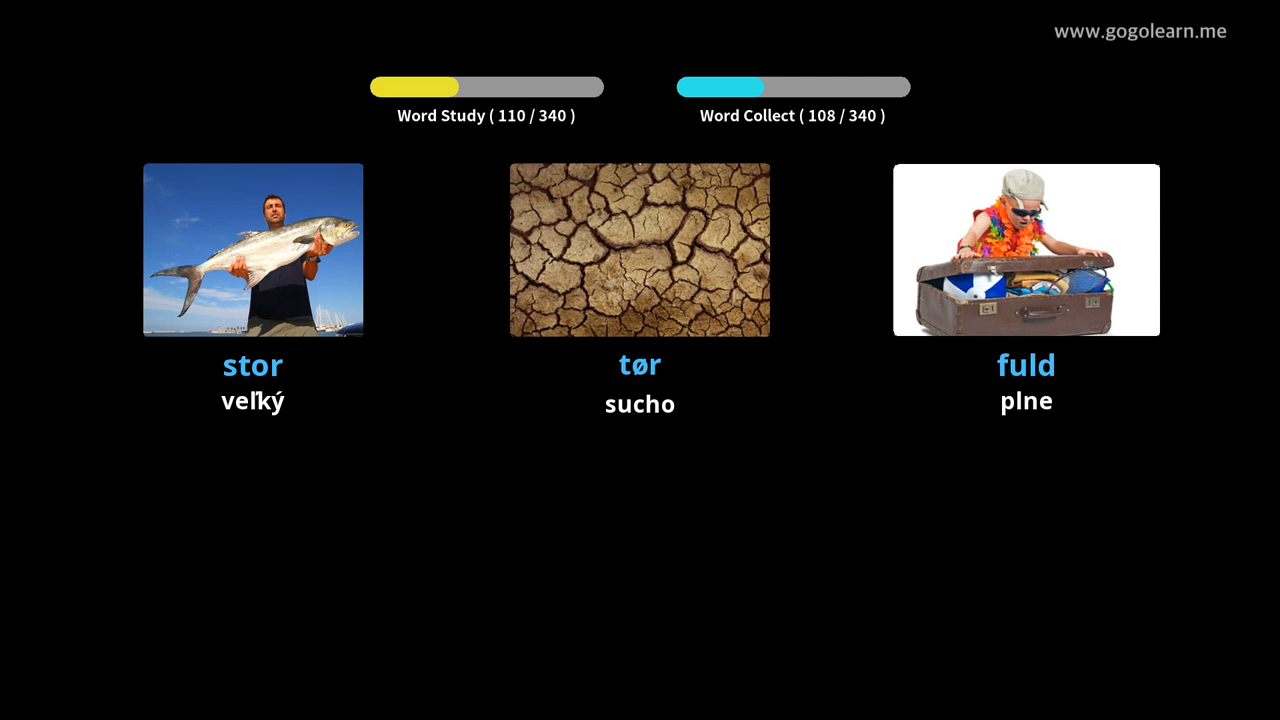 www.gogolearn.me
Word Study ( 110 / 340 )
Word Collect ( 108 / 340 )
stor
tør
fuld
veľký
sucho
plne